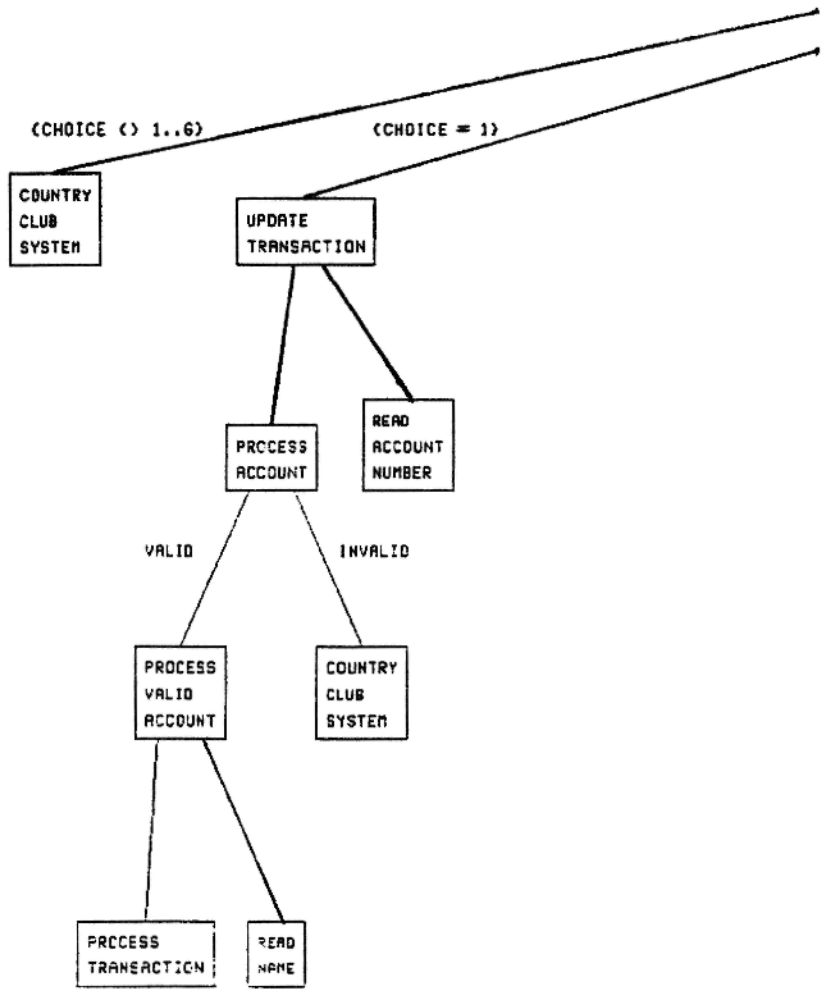 (CHOICE <> 1..6)
(CHOICE = 1)
COUNTRY
CLUB
SYSTEM
UPDATE
TRANSACTION
PROCESS
ACCOUNT
READ
ACCOUNT
NUMBER
VALID
INVALID
PROCESS
VALID
ACCOUNT
COUNTRY
CLUB
SYSTEM
PROCESS
TRANSACTION
READ
NAME